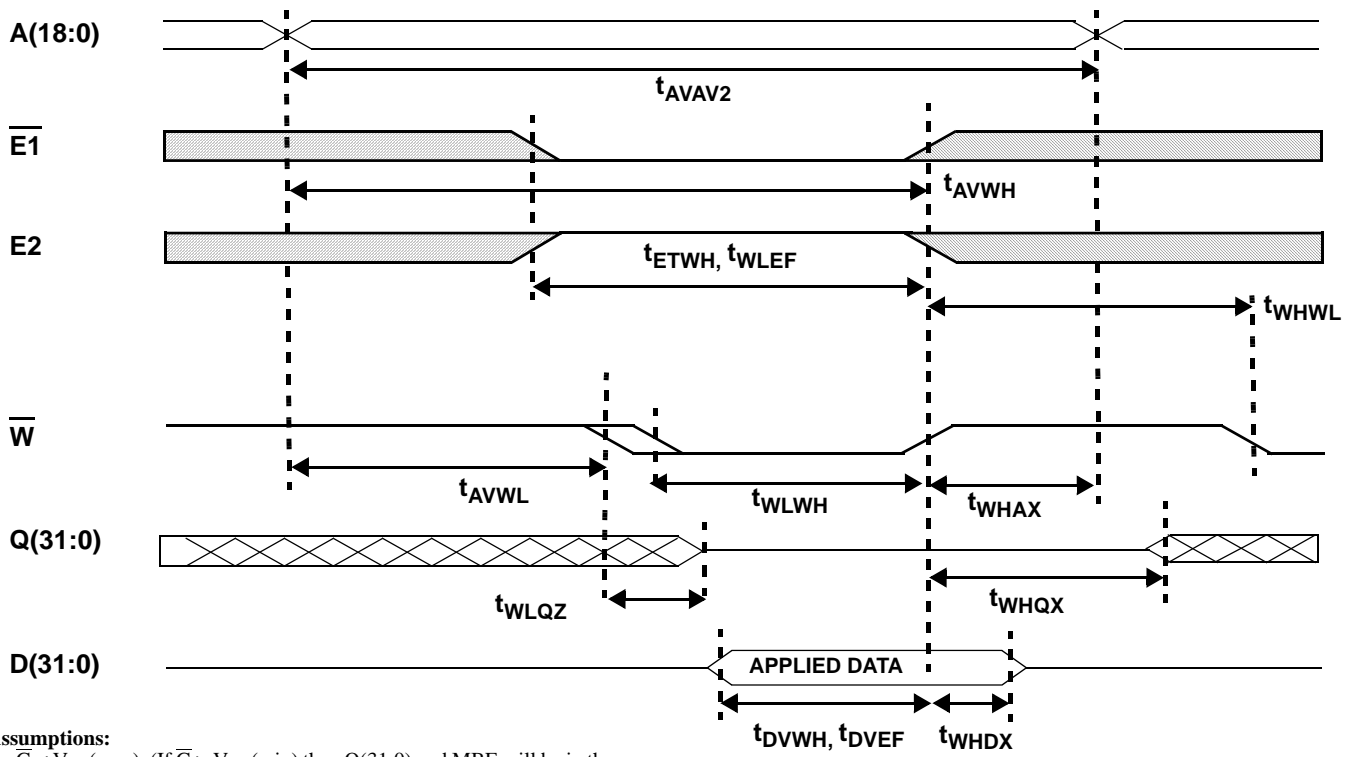 A(18:0)
tAVAV2
E1
tAVWH
E2
tETWH, tWLEF
tWHWL
W
tAVWL
tWLWH
tWHAX
Q(31:0)
tWLQZ
tWHQX
D(31:0)
APPLIED DATA
tDVWH, tDVEF
tWHDX
ssumptions: